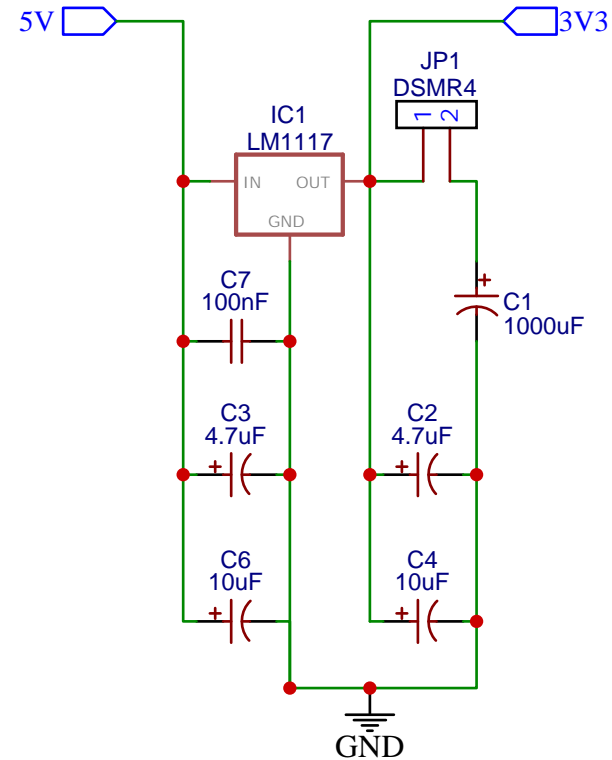 5V
3V3
JP1
DSMR4
1 2
IC1
LM1117
IN OUT
GND
C7
100nF
C1
1000uF
C3
4.7uF
C2
4.7uF
C6
10uF
C4
10uF
GND